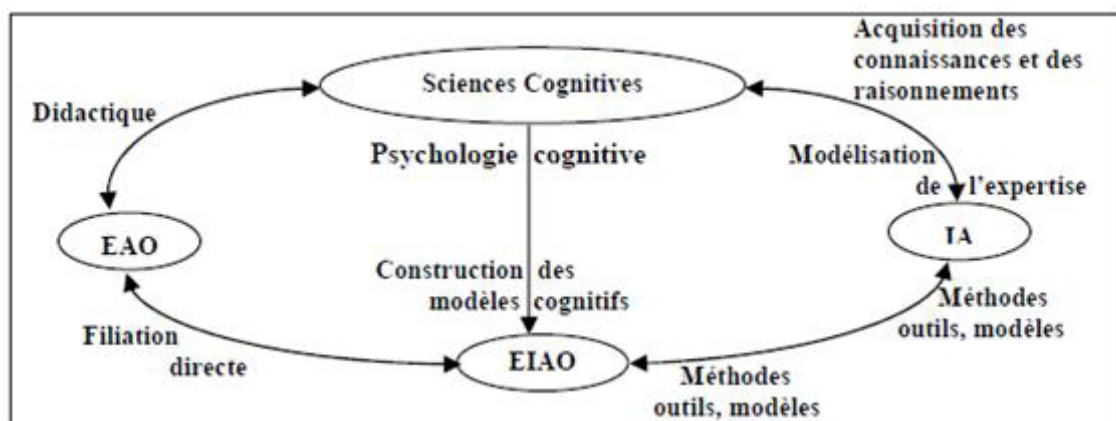 Acquisition des
connaissances et des
raisonnements
Sciences Cognitives
Didactique
Psychologie cognitive
Modélisation
de l'expertise
EAO
IA
Construction des
modèles cognitifs
Filiation
directe
EIAO
Méthodes
outils, modèles
Méthodes
outils, modèles